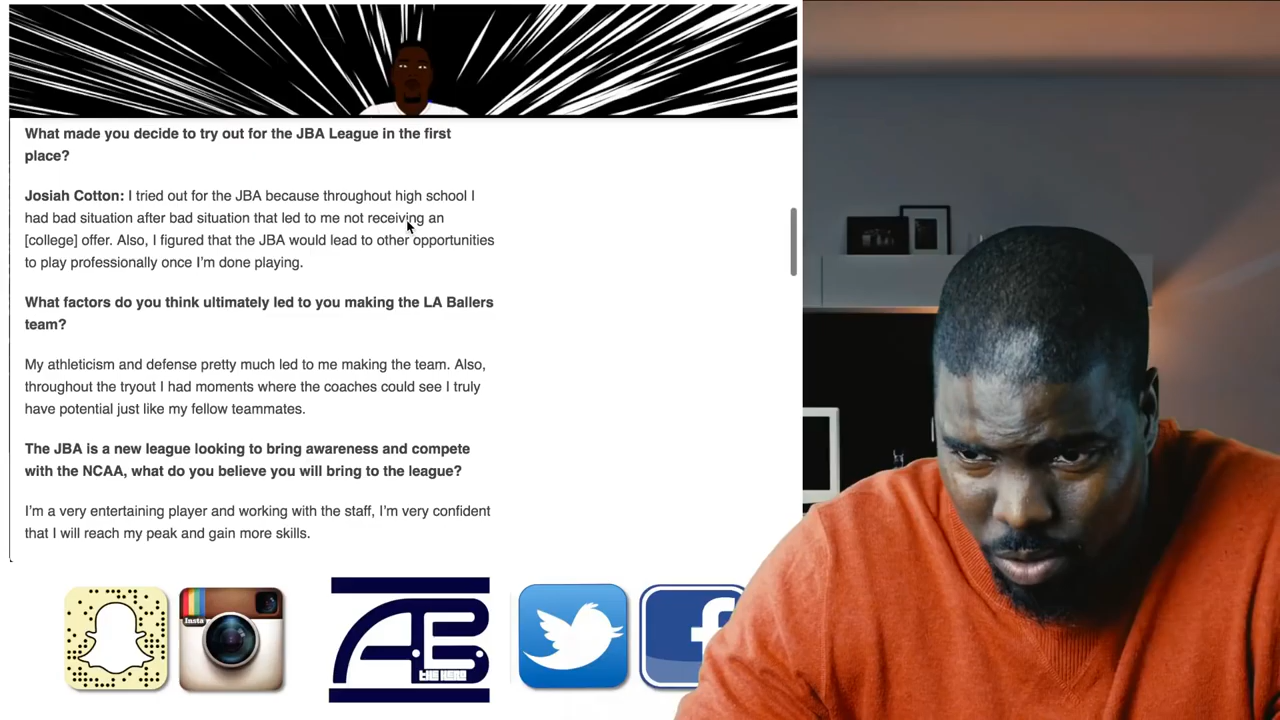 What made you decide to try out for the JBA League in the first
place?
Josiah Cotton: I tried out for the JBA because throughout high school I
had bad situation after bad situation that led to me not receiving an
[college] offer. Also, I figured that the JBA would lead to other opportunities
to play professionally once I’m done playing.
What factors do you think ultimately led to you making the LA Ballers
team?
My athleticism and defense pretty much led to me making the team. Also,
throughout the tryout I had moments where the coaches could see I truly
have potential just like my fellow teammates.
The JBA is a new league looking to bring awareness and compete
with the NCAA, what do you believe you will bring to the league?
I’m a very entertaining player and working with the staff, I’m very confident
that I will reach my peak and gain more skills.
Insta
AB
THE HERO
f